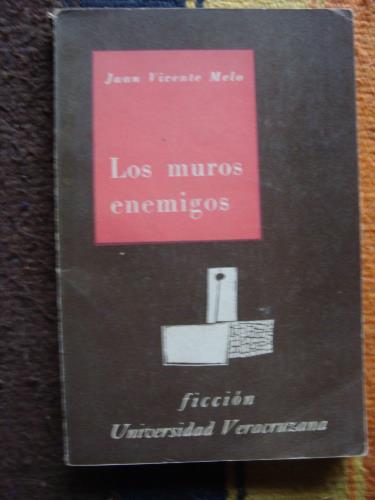 Juan Vicente Melo
Los muros
enemigos
ficción
Universidad Veracruzana